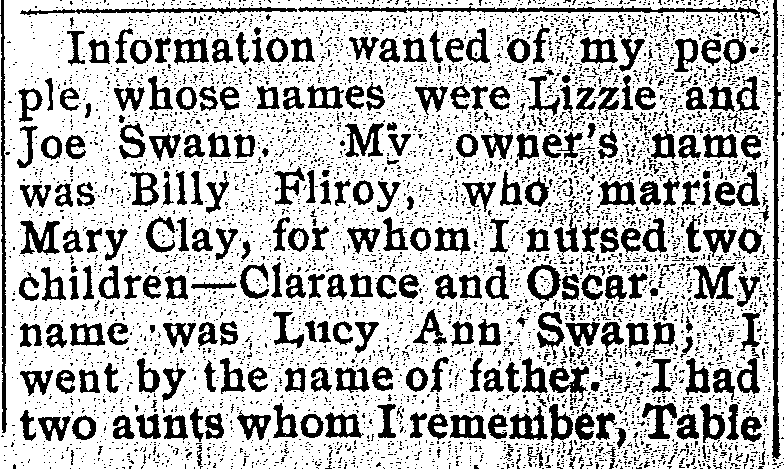 Information wanted of my peo-
ple, whose names were Lizzie and
Joe Swann. My owner's name
was Billy Fliroy, who married
Mary Clay, for whom I nursed two
children—Clarance and Oscar. My
name was Lucy Ann Swann; I
went by the name of father. I had
two aunts whom I remember, Table